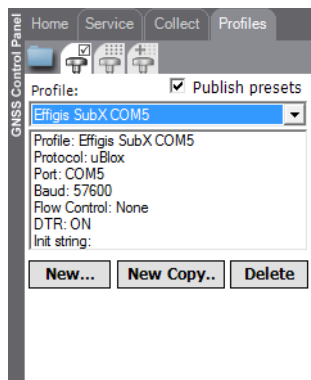 GNSS Control Panel
Home Service Collect Profiles
Profile: Publish presets
Effigis SubX COM5
Profile: Effigis SubX COM5
Protocol: uBlox
Port: COM5
Baud: 57600
Flow Control: None
DTR: ON
Init string:
New... New Copy.. Delete